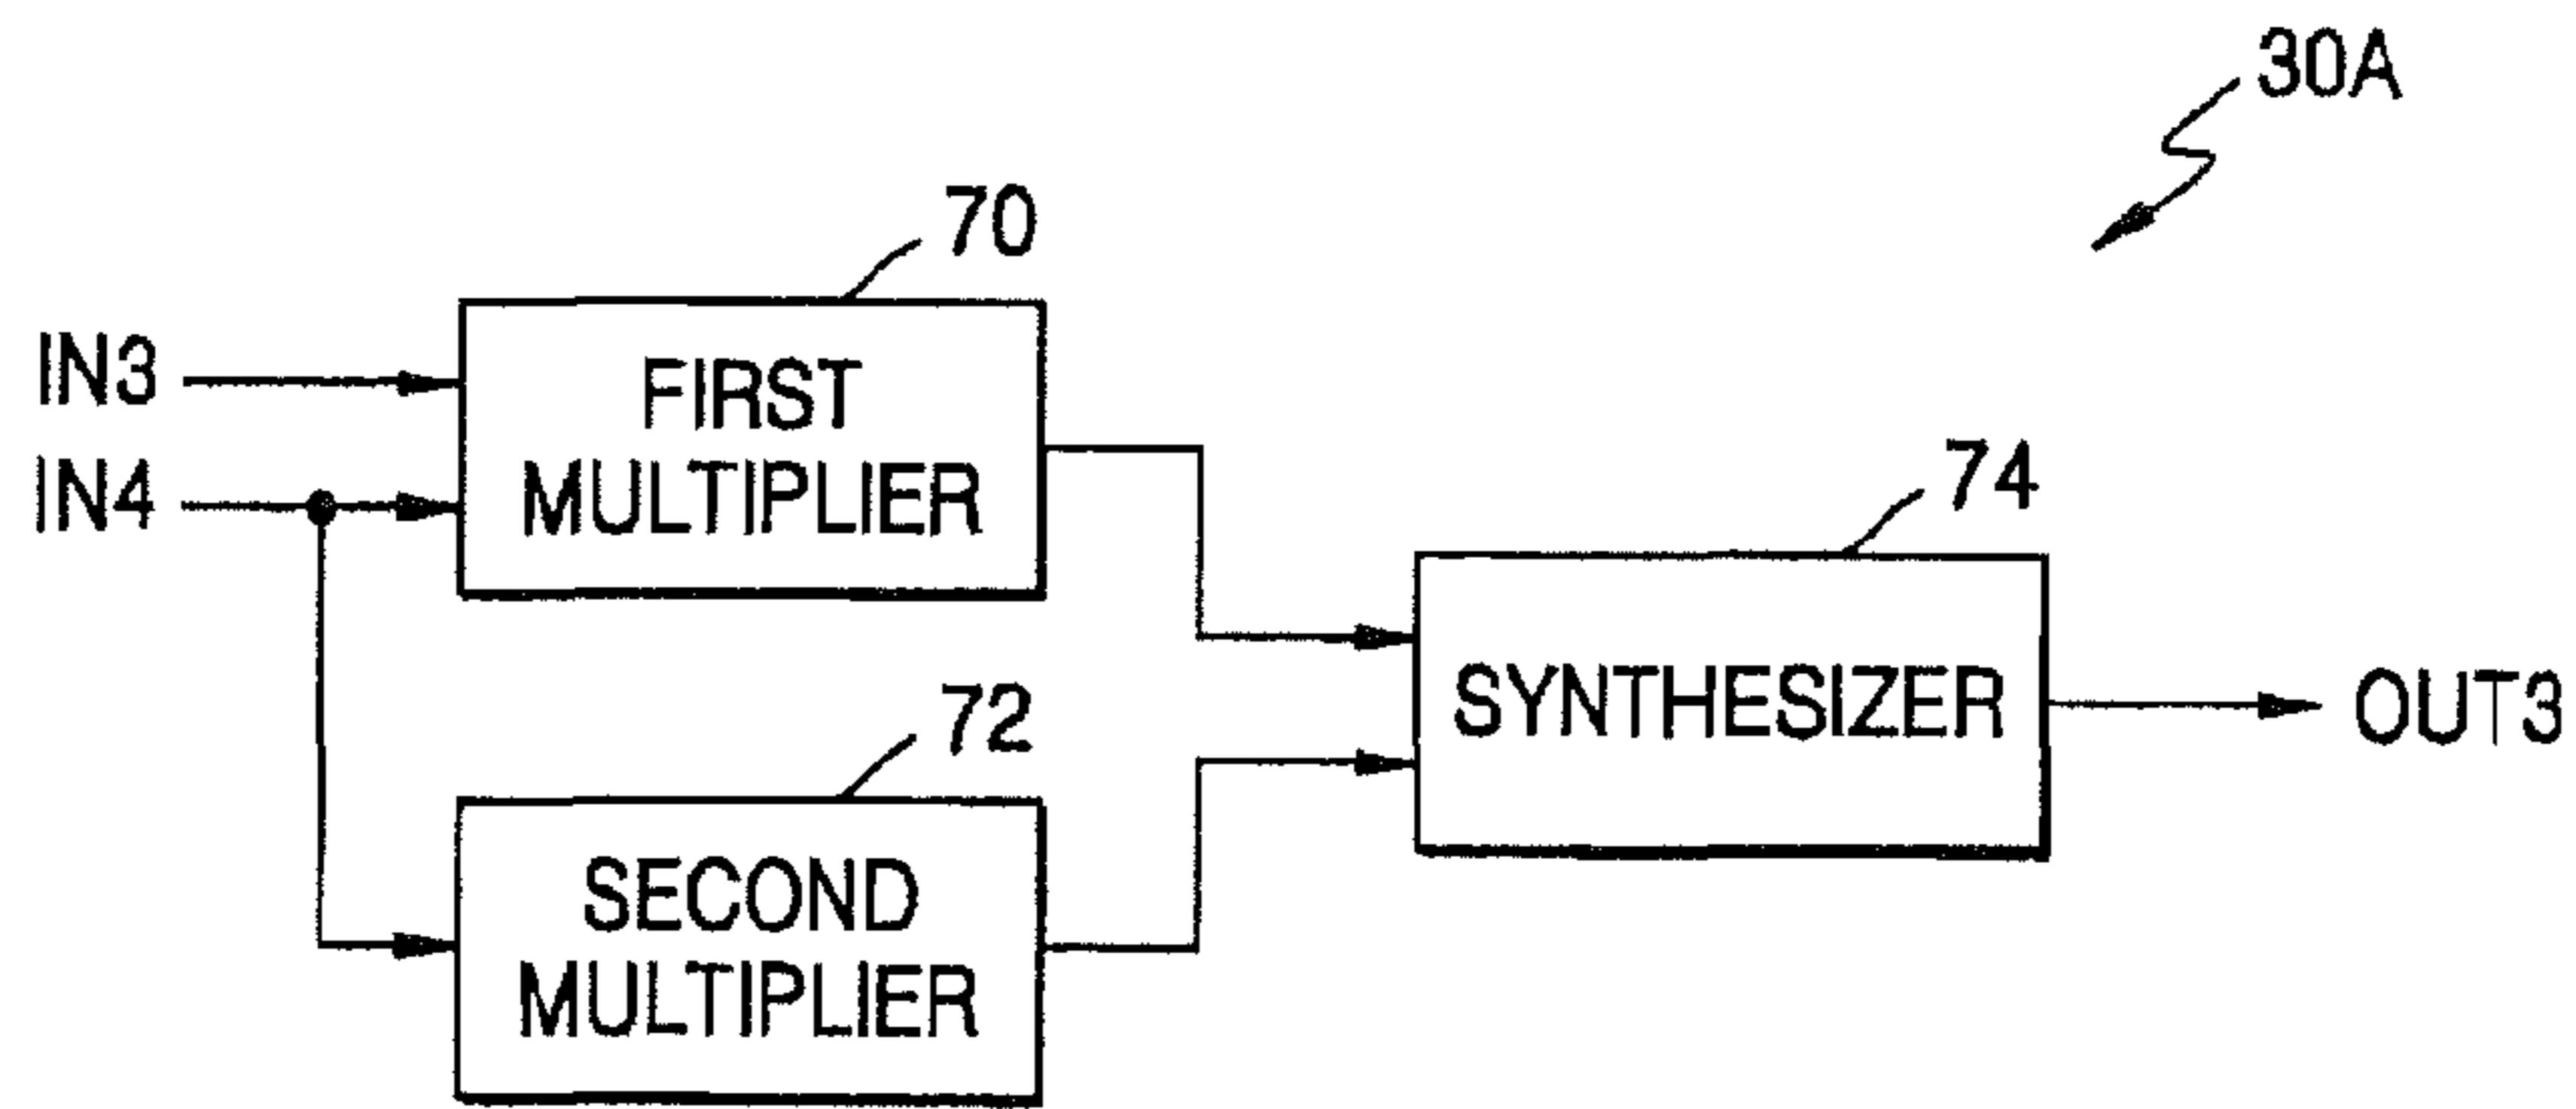 30A
70
IN3
FIRST
MULTIPLIER
IN4
74
SYNTHESIZER
OUT3
72
SECOND
MULTIPLIER